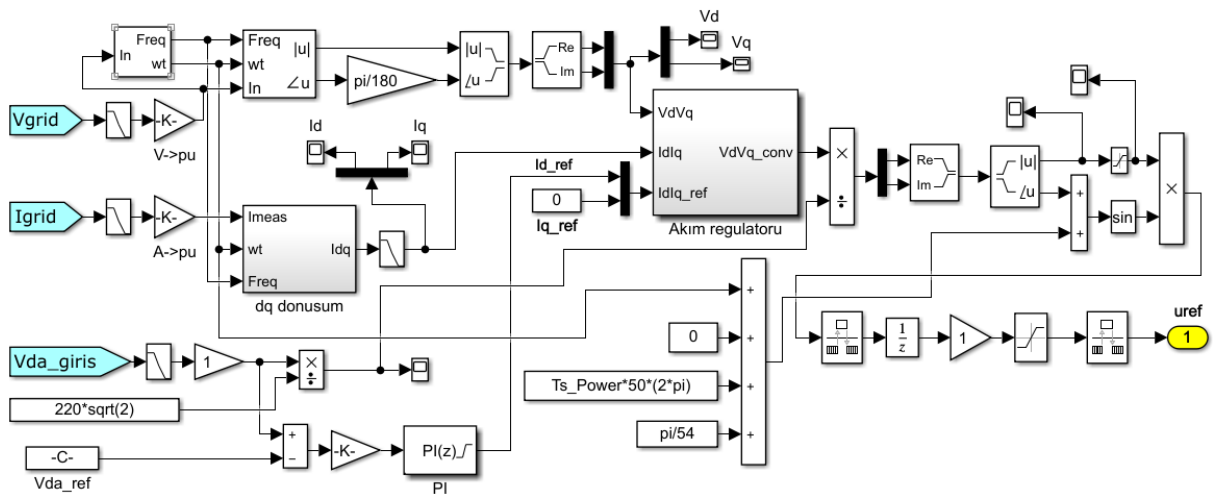 Freq
wt
In
Freq
wt
In
|u|
∠u
pi/180
|u|
∠u
Re
Im
Vd
Vq
Vgrid
-K-
V->pu
Id
Iq
VdVq
IdIq
IdIq_ref
VdVq_conv
Akım regulatoru
Id_ref
0
Iq_ref
×
÷
Re
Im
|u|
∠u
+
+
sin
×
Igrid
-K-
A->pu
Imeas
wt
Freq
Idq
dq donusum
Vda_giris
1
×
÷
220*sqrt(2)
-C-
Vda_ref
+
−
-K-
PI(z)
PI
0
Ts_Power*50*(2*pi)
pi/54
+
+
+
+
1
z
1
uref
1